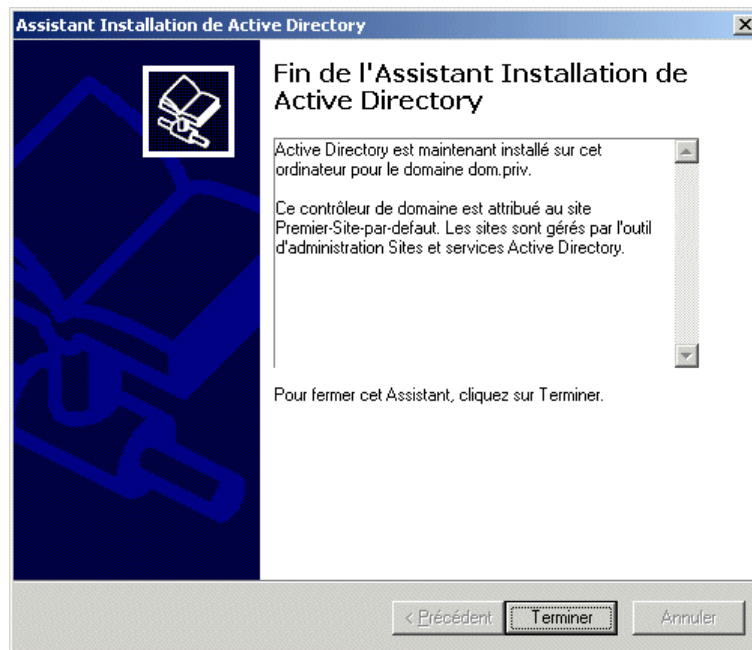 Assistant Installation de Active Directory
Fin de l'Assistant Installation de
Active Directory
Active Directory est maintenant installé sur cet
ordinateur pour le domaine dom.priv.
Ce contrôleur de domaine est attribué au site
Premier-Site-par-defaut. Les sites sont gérés par l'outil
d'administration Sites et services Active Directory.
Pour fermer cet Assistant, cliquez sur Terminer.
< Précédent Terminer Annuler